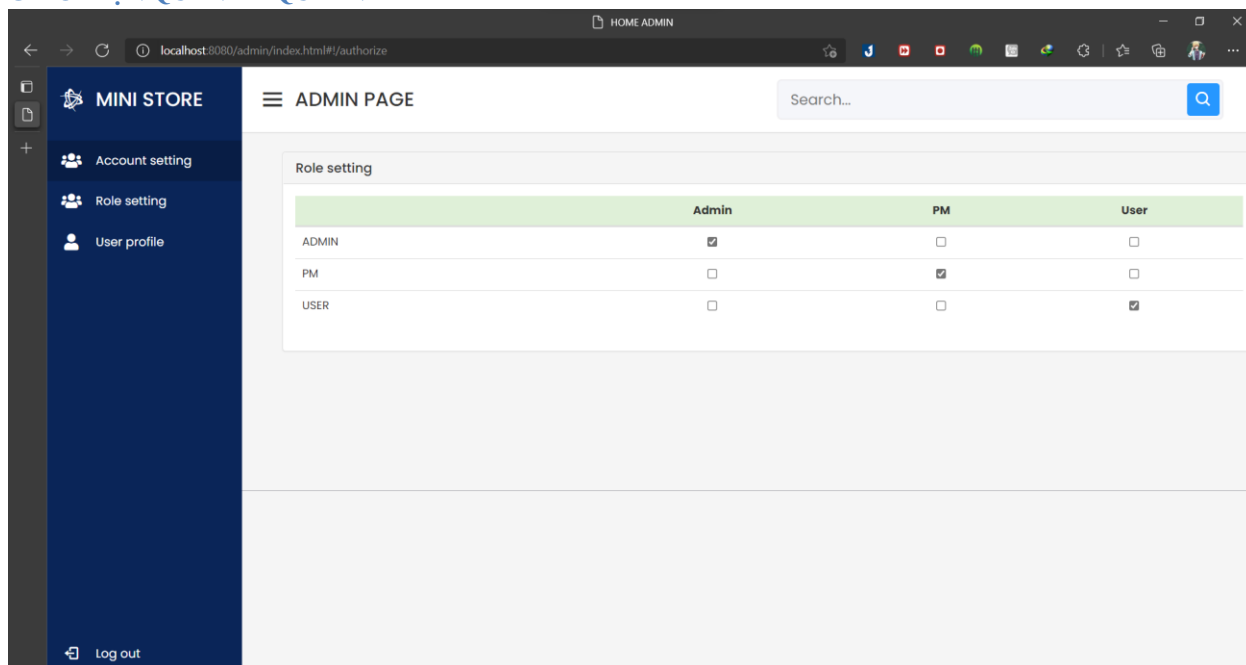 HOME ADMIN
localhost:8080/admin/index.html#!/authorize
MINI STORE
ADMIN PAGE
Search...
Account setting
Role setting
User profile
Log out
Role setting
Admin PM User
ADMIN
PM
USER